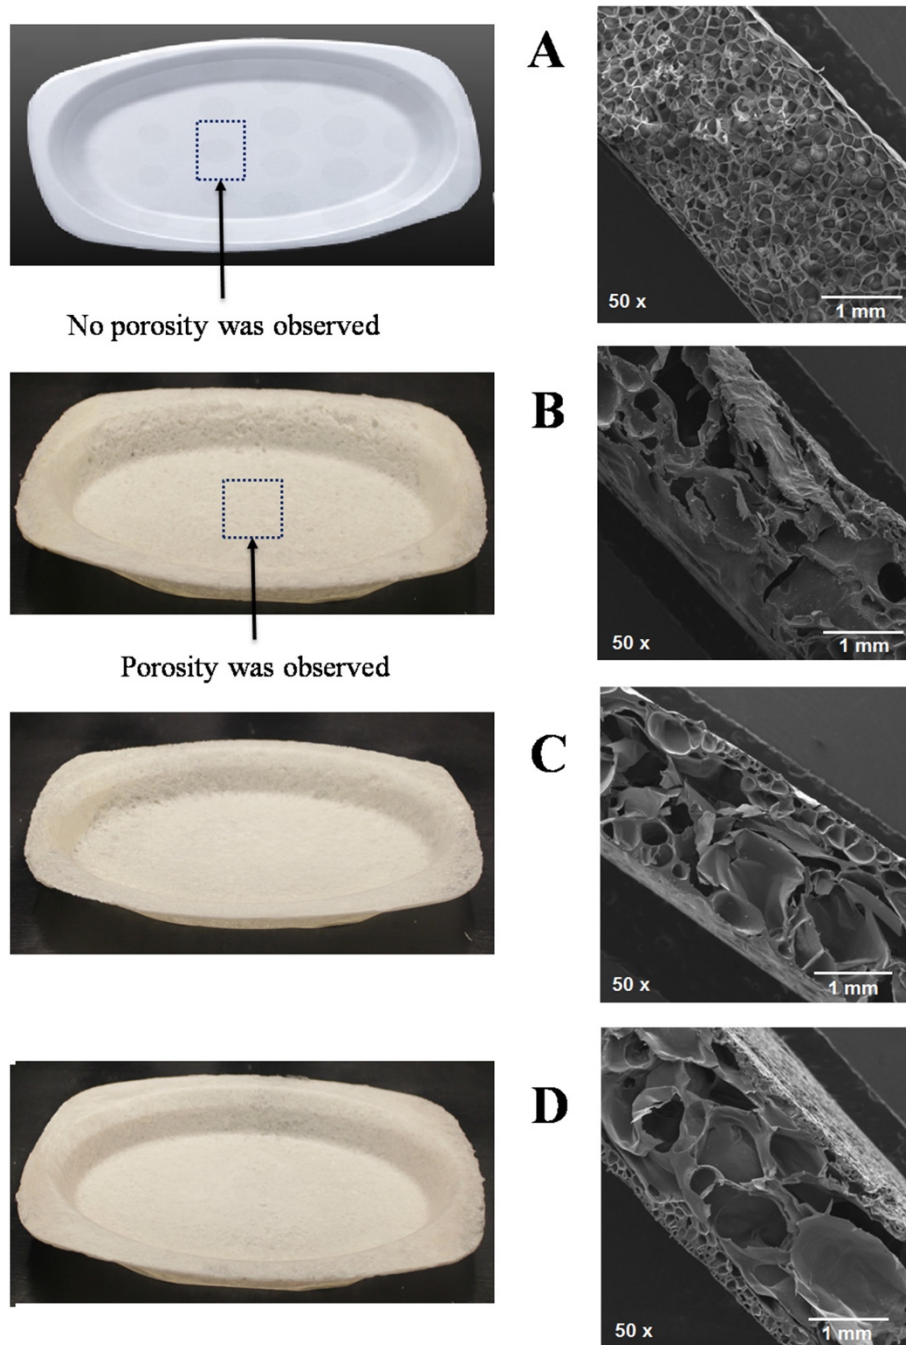 A
50 x
1 mm
No porosity was observed
B
50 x
1 mm
Porosity was observed
C
50 x
1 mm
D
50 x
1 mm